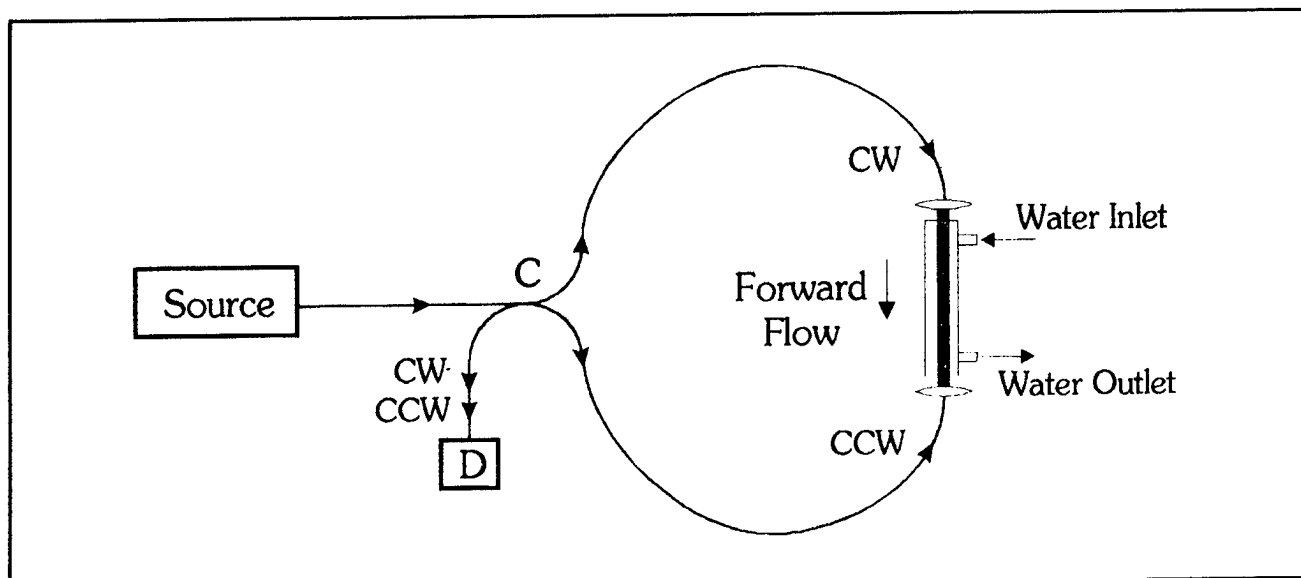 CW
Water Inlet
C
Source
Forward
Flow
CW
CCW
Water Outlet
CCW
D